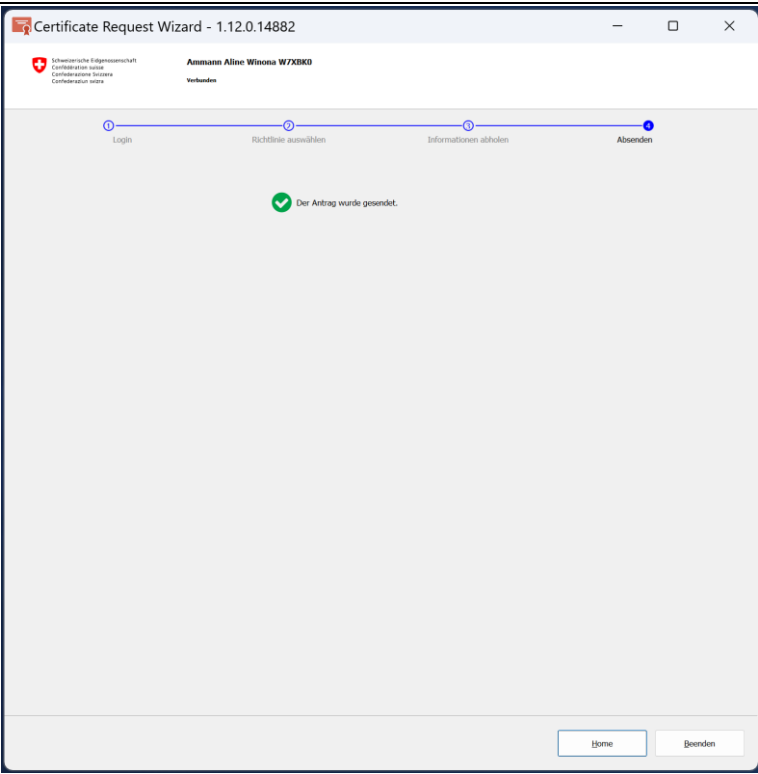 Certificate Request Wizard - 1.12.0.14882
Schweizerische Eidgenossenschaft
Confédération suisse
Confederazione Svizzera
Confederaziun svizra
Ammann Aline Winona W7XBK0
Verbunden
1
2
3
4
Login
Richtlinie auswählen
Informationen abholen
Absenden
Der Antrag wurde gesendet.
Home
Beenden